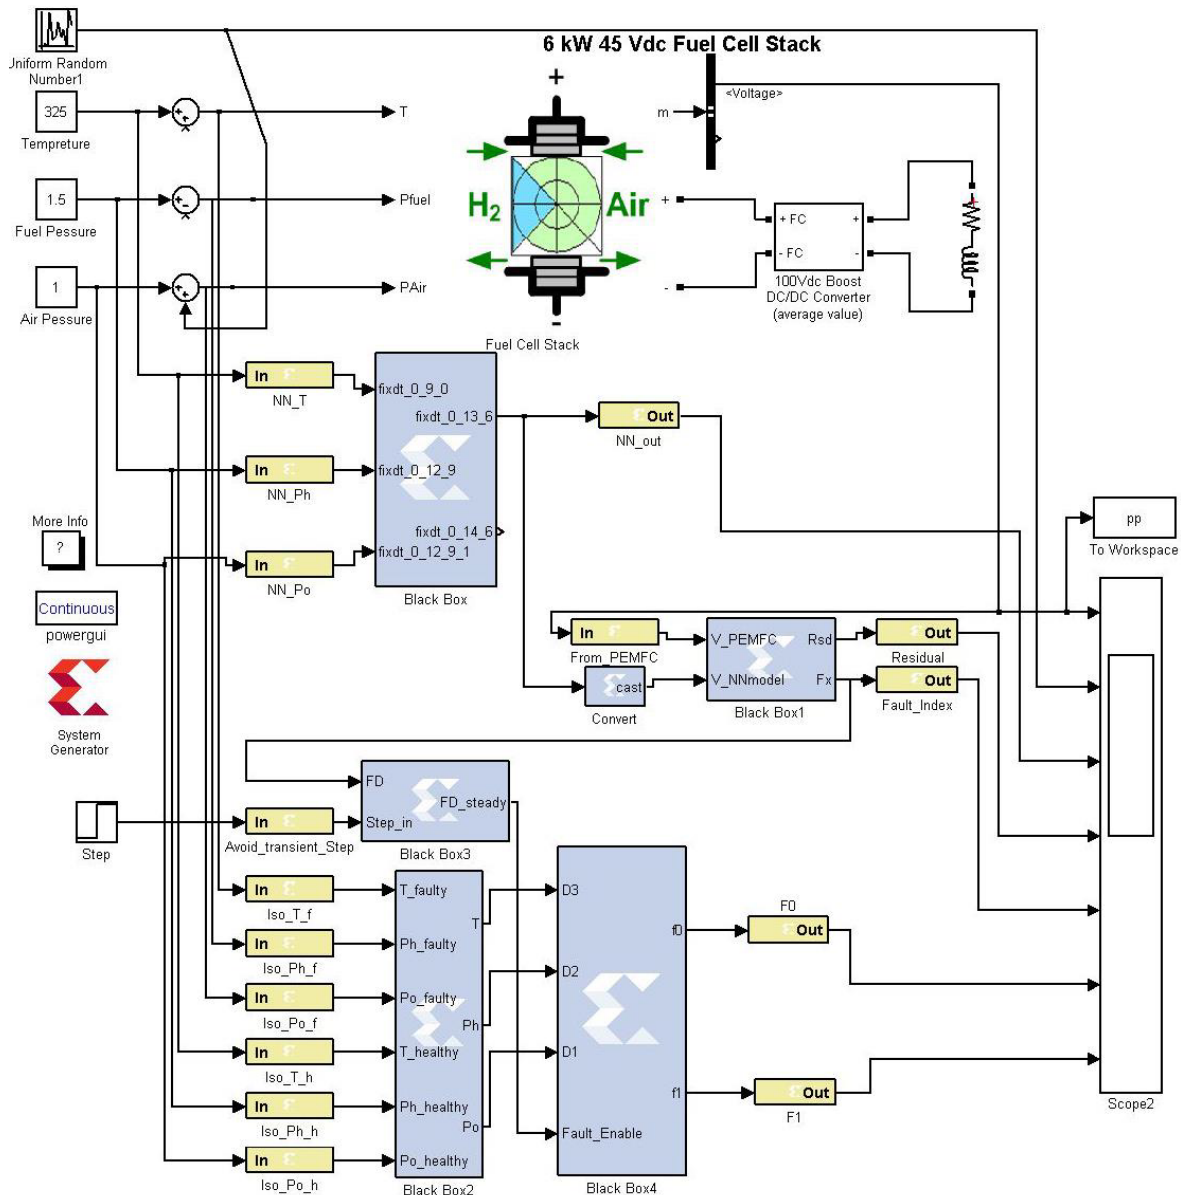 6 kW 45 Vdc Fuel Cell Stack
Uniform Random
Number1
325
Tempreture
T
+
m
<Voltage>
1.5
Fuel Pessure
Pfuel
H2
Air
+
+ FC
+
- FC
-
100Vdc Boost
DC/DC Converter
(average value)
1
Air Pessure
PAir
-
-
Fuel Cell Stack
In
NN_T
fixdt_0_9_0
fixdt_0_13_6
Out
NN_out
In
NN_Ph
fixdt_0_12_9
fixdt_0_14_6
fixdt_0_12_9_1
In
NN_Po
Black Box
More Info
?
pp
To Workspace
Continuous
powergui
System
Generator
In
From_PEMFC
V_PEMFC
Rsd
Out
Residual
cast
Convert
V_NNmodel
Fx
Out
Fault_Index
Black Box1
FD
FD_steady
Step_in
Black Box3
Step
In
Avoid_transient_Step
In
Iso_T_f
T_faulty
T
D3
In
Iso_Ph_f
Ph_faulty
f0
F0
Out
In
Iso_Po_f
Po_faulty
Ph
D2
In
Iso_T_h
T_healthy
D1
In
Iso_Ph_h
Ph_healthy
Po
f1
Out
F1
Scope2
In
Iso_Po_h
Po_healthy
Fault_Enable
Black Box2
Black Box4